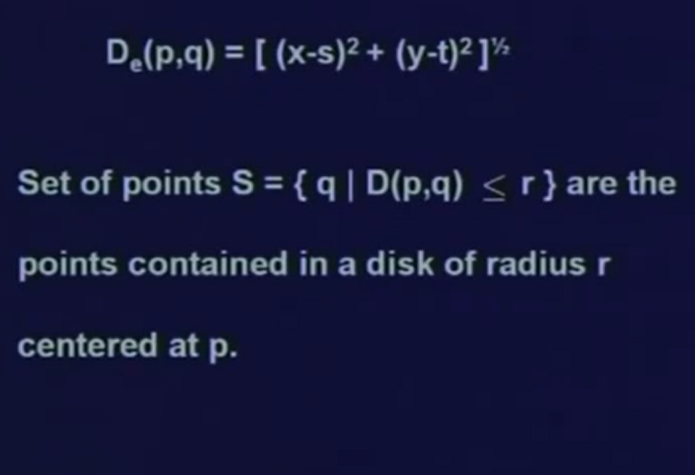 Dₑ(p,q) = [ (x-s)² + (y-t)² ]^½
Set of points S = { q | D(p,q) ≤ r } are the
points contained in a disk of radius r
centered at p.